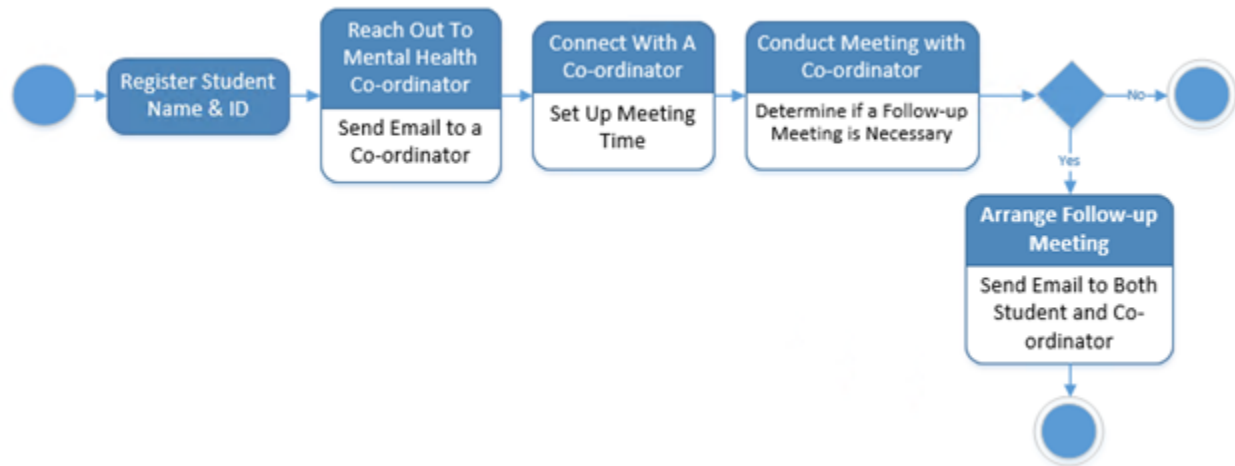 Register Student
Name & ID
Reach Out To
Mental Health
Co-ordinator
Send Email to a
Co-ordinator
Connect With A
Co-ordinator
Set Up Meeting
Time
Conduct Meeting with
Co-ordinator
Determine if a Follow-up
Meeting is Necessary
No
Yes
Arrange Follow-up
Meeting
Send Email to Both
Student and Co-
ordinator